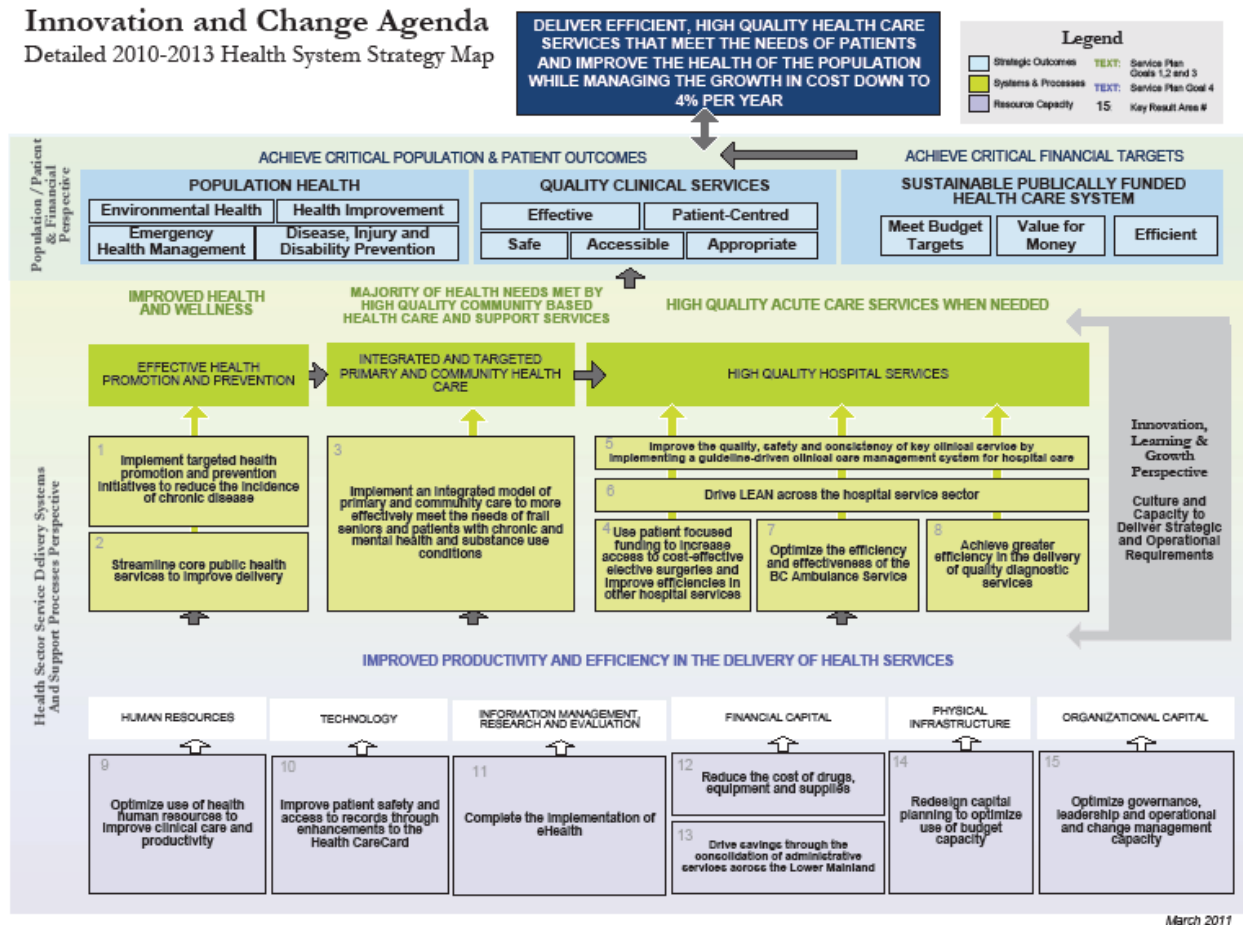 Innovation and Change Agenda
Detailed 2010-2013 Health System Strategy Map
DELIVER EFFICIENT, HIGH QUALITY HEALTH CARE
SERVICES THAT MEET THE NEEDS OF PATIENTS
AND IMPROVE THE HEALTH OF THE POPULATION
WHILE MANAGING THE GROWTH IN COST DOWN TO
4% PER YEAR
Legend
Strategic Outcomes
TEXT: Service Plan
Goals 1,2 and 3
Systems & Processes
TEXT: Service Plan Goal 4
Resource Capacity
15 Key Result Area #
Population / Patient
& Financial
Perspective
ACHIEVE CRITICAL POPULATION & PATIENT OUTCOMES
ACHIEVE CRITICAL FINANCIAL TARGETS
POPULATION HEALTH
Environmental Health
Health Improvement
Emergency
Health Management
Disease, Injury and
Disability Prevention
QUALITY CLINICAL SERVICES
Effective
Patient-Centred
Safe
Accessible
Appropriate
SUSTAINABLE PUBLICALLY FUNDED
HEALTH CARE SYSTEM
Meet Budget
Targets
Value for
Money
Efficient
Health Sector Service Delivery Systems
And Support Processes Perspective
IMPROVED HEALTH
AND WELLNESS
MAJORITY OF HEALTH NEEDS MET BY
HIGH QUALITY COMMUNITY BASED
HEALTH CARE AND SUPPORT SERVICES
HIGH QUALITY ACUTE CARE SERVICES WHEN NEEDED
EFFECTIVE HEALTH
PROMOTION AND PREVENTION
INTEGRATED AND TARGETED
PRIMARY AND COMMUNITY HEALTH
CARE
HIGH QUALITY HOSPITAL SERVICES
1
Implement targeted health
promotion and prevention
initiatives to reduce the incidence
of chronic disease
2
Streamline core public health
services to improve delivery
3
Implement an integrated model of
primary and community care to more
effectively meet the needs of frail
seniors and patients with chronic and
mental health and substance use
conditions
5
Improve the quality, safety and consistency of key clinical service by
implementing a guideline-driven clinical care management system for hospital care
6
Drive LEAN across the hospital service sector
4
Use patient focused
funding to increase
access to cost-effective
elective surgeries and
improve efficiencies in
other hospital services
7
Optimize the efficiency
and effectiveness of the
BC Ambulance Service
8
Achieve greater
efficiency in the delivery
of quality diagnostic
services
Innovation,
Learning &
Growth
Perspective
Culture and
Capacity to
Deliver Strategic
and Operational
Requirements
IMPROVED PRODUCTIVITY AND EFFICIENCY IN THE DELIVERY OF HEALTH SERVICES
HUMAN RESOURCES
TECHNOLOGY
INFORMATION MANAGEMENT,
RESEARCH AND EVALUATION
FINANCIAL CAPITAL
PHYSICAL
INFRASTRUCTURE
ORGANIZATIONAL CAPITAL
9
Optimize use of health
human resources to
improve clinical care and
productivity
10
Improve patient safety and
access to records through
enhancements to the
Health CareCard
11
Complete the implementation of
eHealth
12
Reduce the cost of drugs,
equipment and supplies
13
Drive savings through the
consolidation of administrative
services across the Lower Mainland
14
Redesign capital
planning to optimize
use of budget
capacity
15
Optimize governance,
leadership and operational
and change management
capacity
March 2011